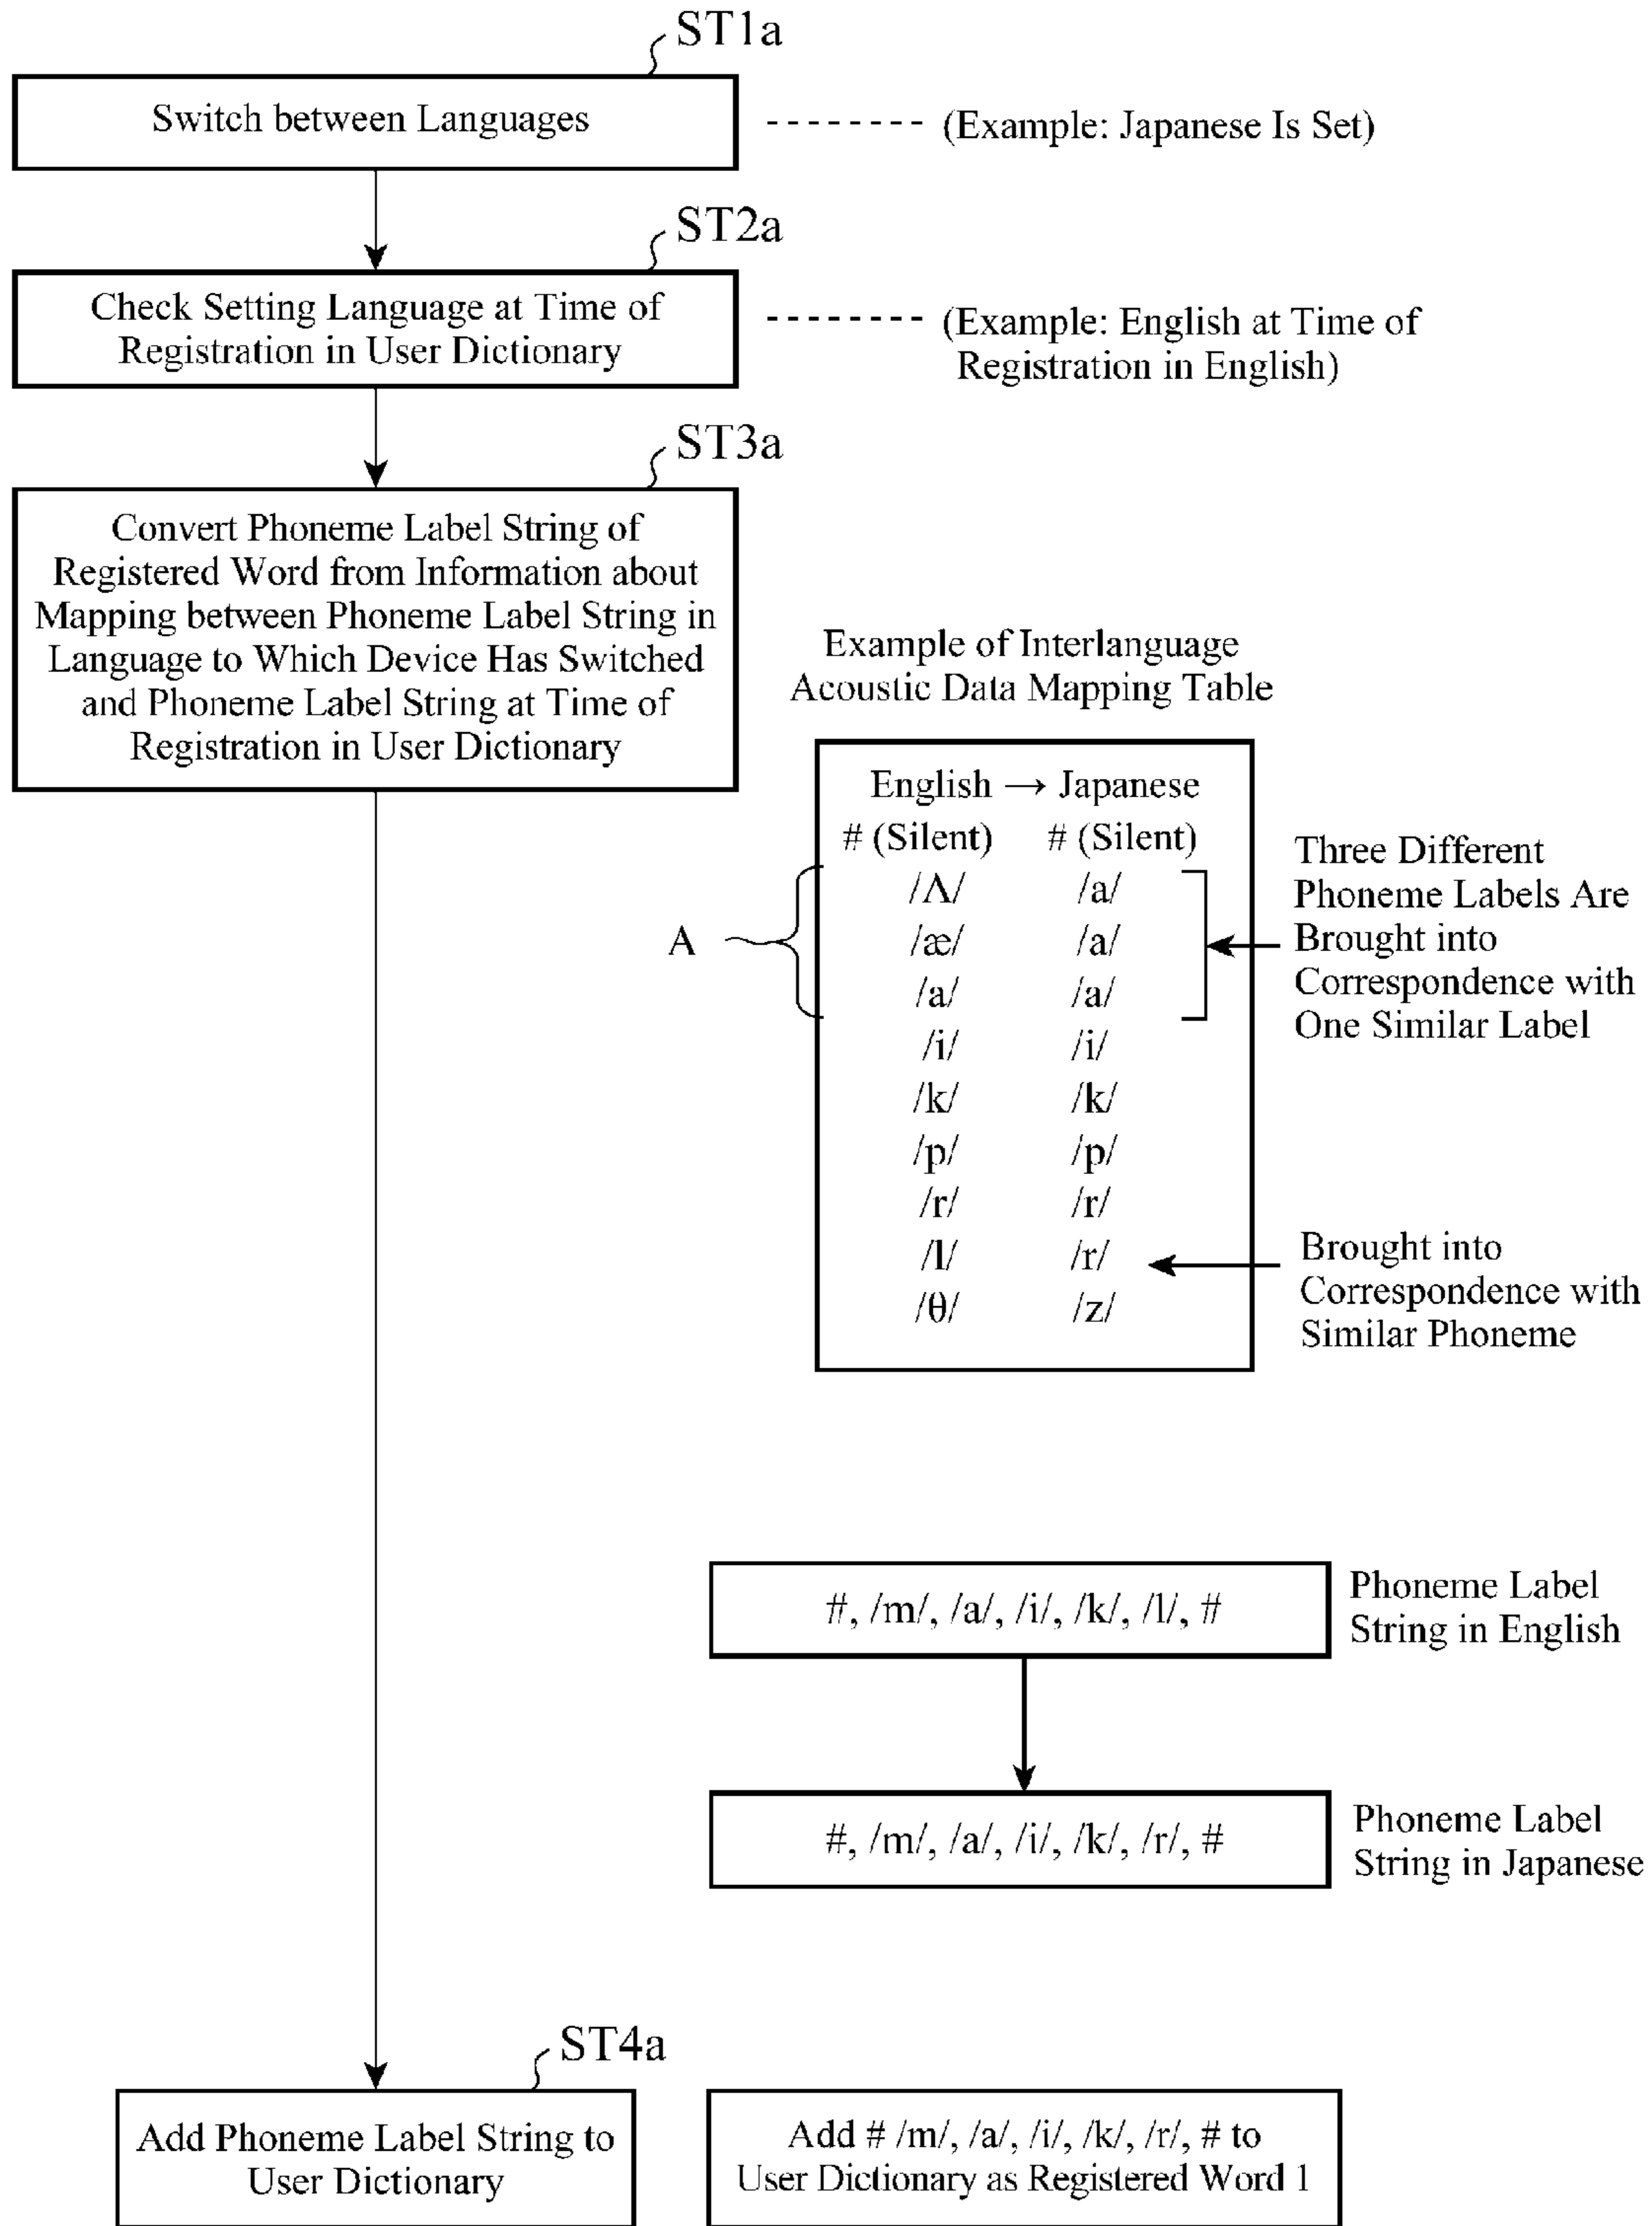 ST1a
Switch between Languages
(Example: Japanese Is Set)
ST2a
Check Setting Language at Time of
Registration in User Dictionary
(Example: English at Time of
Registration in English)
ST3a
Convert Phoneme Label String of
Registered Word from Information about
Mapping between Phoneme Label String in
Language to Which Device Has Switched
and Phoneme Label String at Time of
Registration in User Dictionary
Example of Interlanguage
Acoustic Data Mapping Table
English → Japanese
# (Silent) # (Silent)
/Λ/ /a/
/æ/ /a/
/a/ /a/
/i/ /i/
/k/ /k/
/p/ /p/
/r/ /r/
/l/ /r/
/θ/ /z/
A
Three Different
Phoneme Labels Are
Brought into
Correspondence with
One Similar Label
Brought into
Correspondence with
Similar Phoneme
#, /m/, /a/, /i/, /k/, /l/, #
Phoneme Label
String in English
#, /m/, /a/, /i/, /k/, /r/, #
Phoneme Label
String in Japanese
ST4a
Add Phoneme Label String to
User Dictionary
Add # /m/, /a/, /i/, /k/, /r/, # to
User Dictionary as Registered Word 1